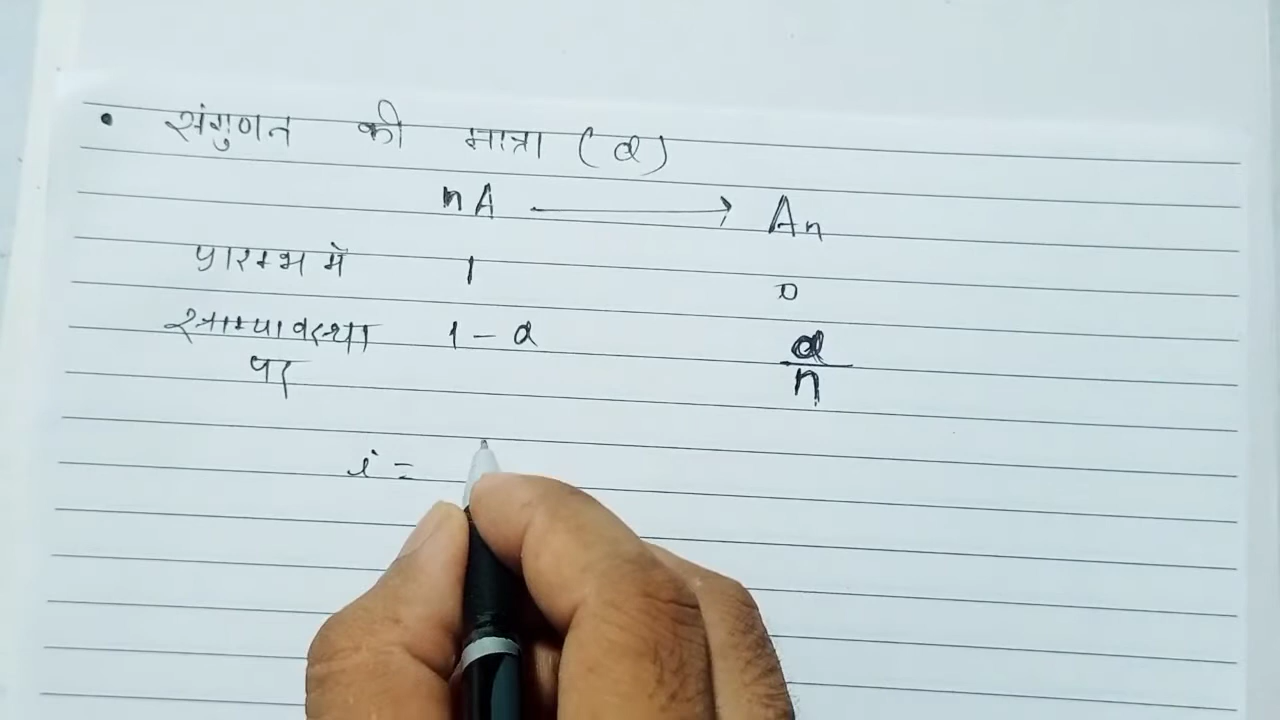 • संगुणन की मात्रा (α)
nA ⟶ An
प्रारम्भ में 1 0
साम्यावस्था पर 1 - α α/n
i =